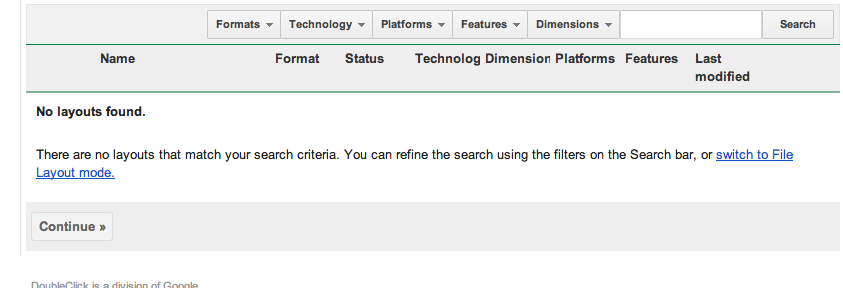 Formats Technology Platforms Features Dimensions Search
Name Format Status Technolog Dimension Platforms Features Last
modified
No layouts found.
There are no layouts that match your search criteria. You can refine the search using the filters on the Search bar, or switch to File
Layout mode.
Continue »
DoubleClick is a division of Google